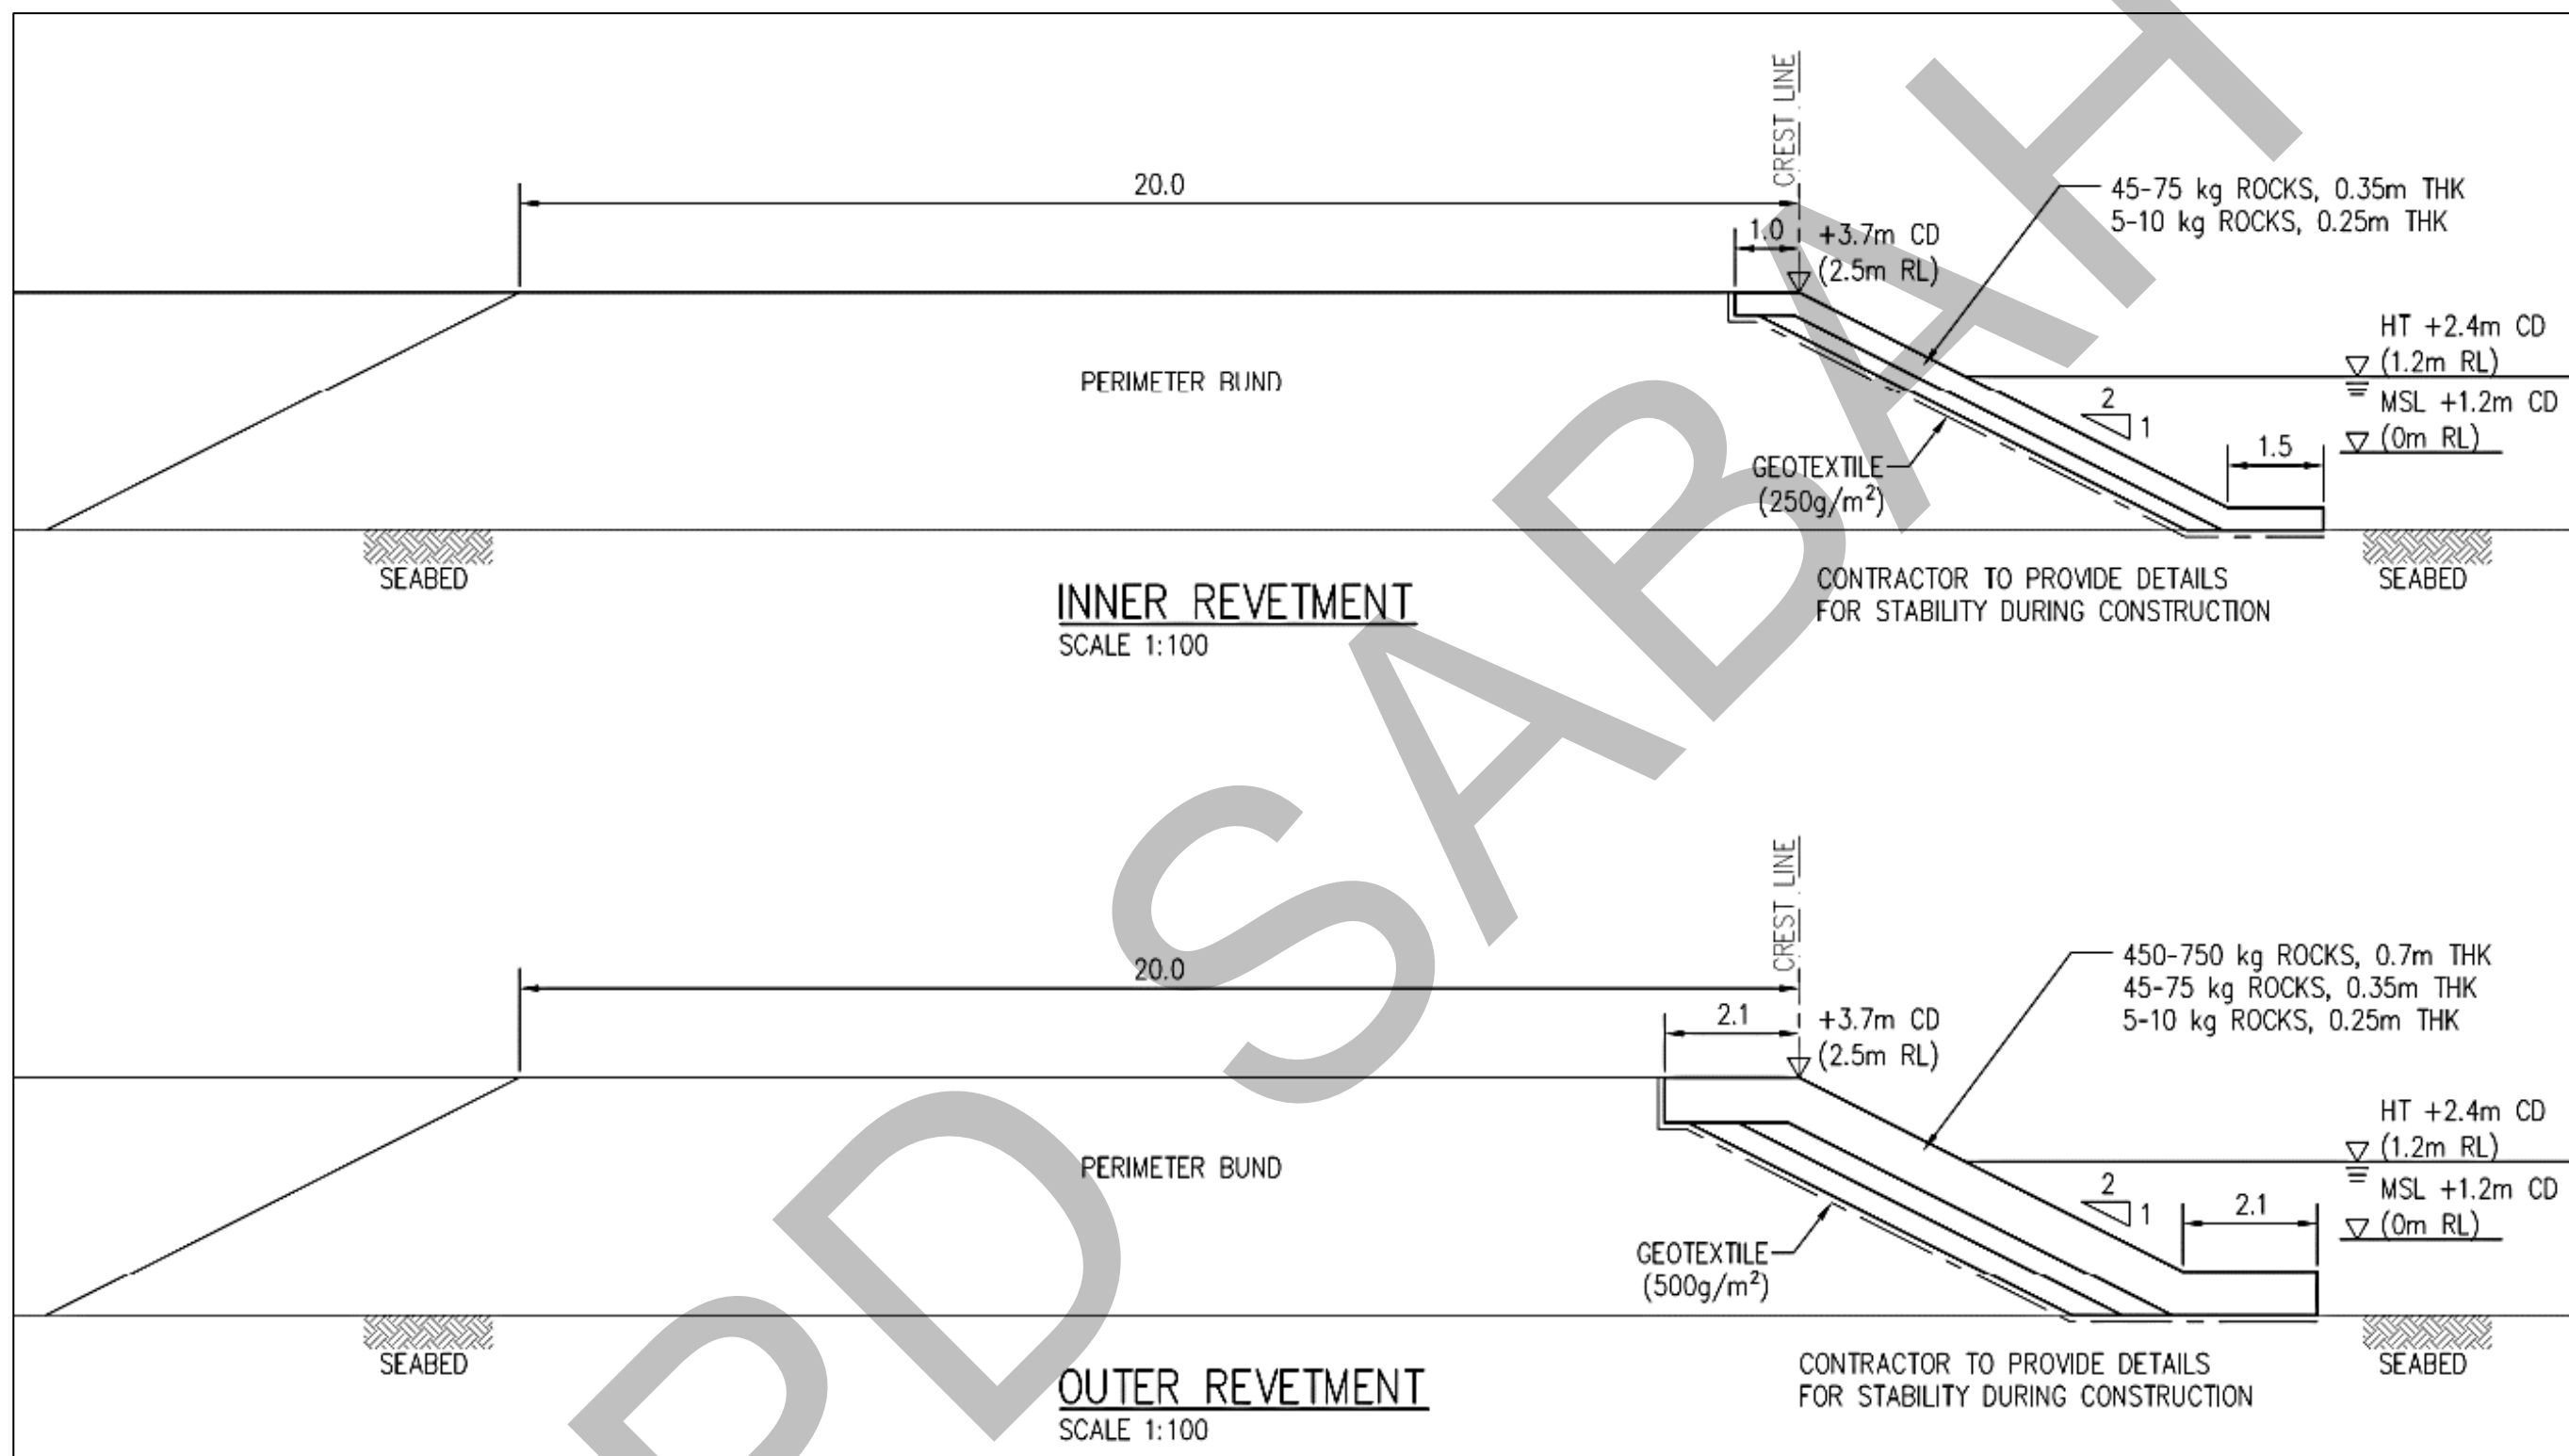 CREST LINE
20.0
1.0
+3.7m CD
(2.5m RL)
45-75 kg ROCKS, 0.35m THK
5-10 kg ROCKS, 0.25m THK
HT +2.4m CD
(1.2m RL)
MSL +1.2m CD
(0m RL)
PERIMETER BUND
2
1
1.5
GEOTEXTILE
(250g/m²)
SEABED
INNER REVETMENT
SCALE 1:100
CONTRACTOR TO PROVIDE DETAILS
FOR STABILITY DURING CONSTRUCTION
SEABED
CREST LINE
20.0
2.1
+3.7m CD
(2.5m RL)
450-750 kg ROCKS, 0.7m THK
45-75 kg ROCKS, 0.35m THK
5-10 kg ROCKS, 0.25m THK
HT +2.4m CD
(1.2m RL)
MSL +1.2m CD
(0m RL)
PERIMETER BUND
2
1
2.1
GEOTEXTILE
(500g/m²)
SEABED
OUTER REVETMENT
SCALE 1:100
CONTRACTOR TO PROVIDE DETAILS
FOR STABILITY DURING CONSTRUCTION
SEABED
PD SABAH